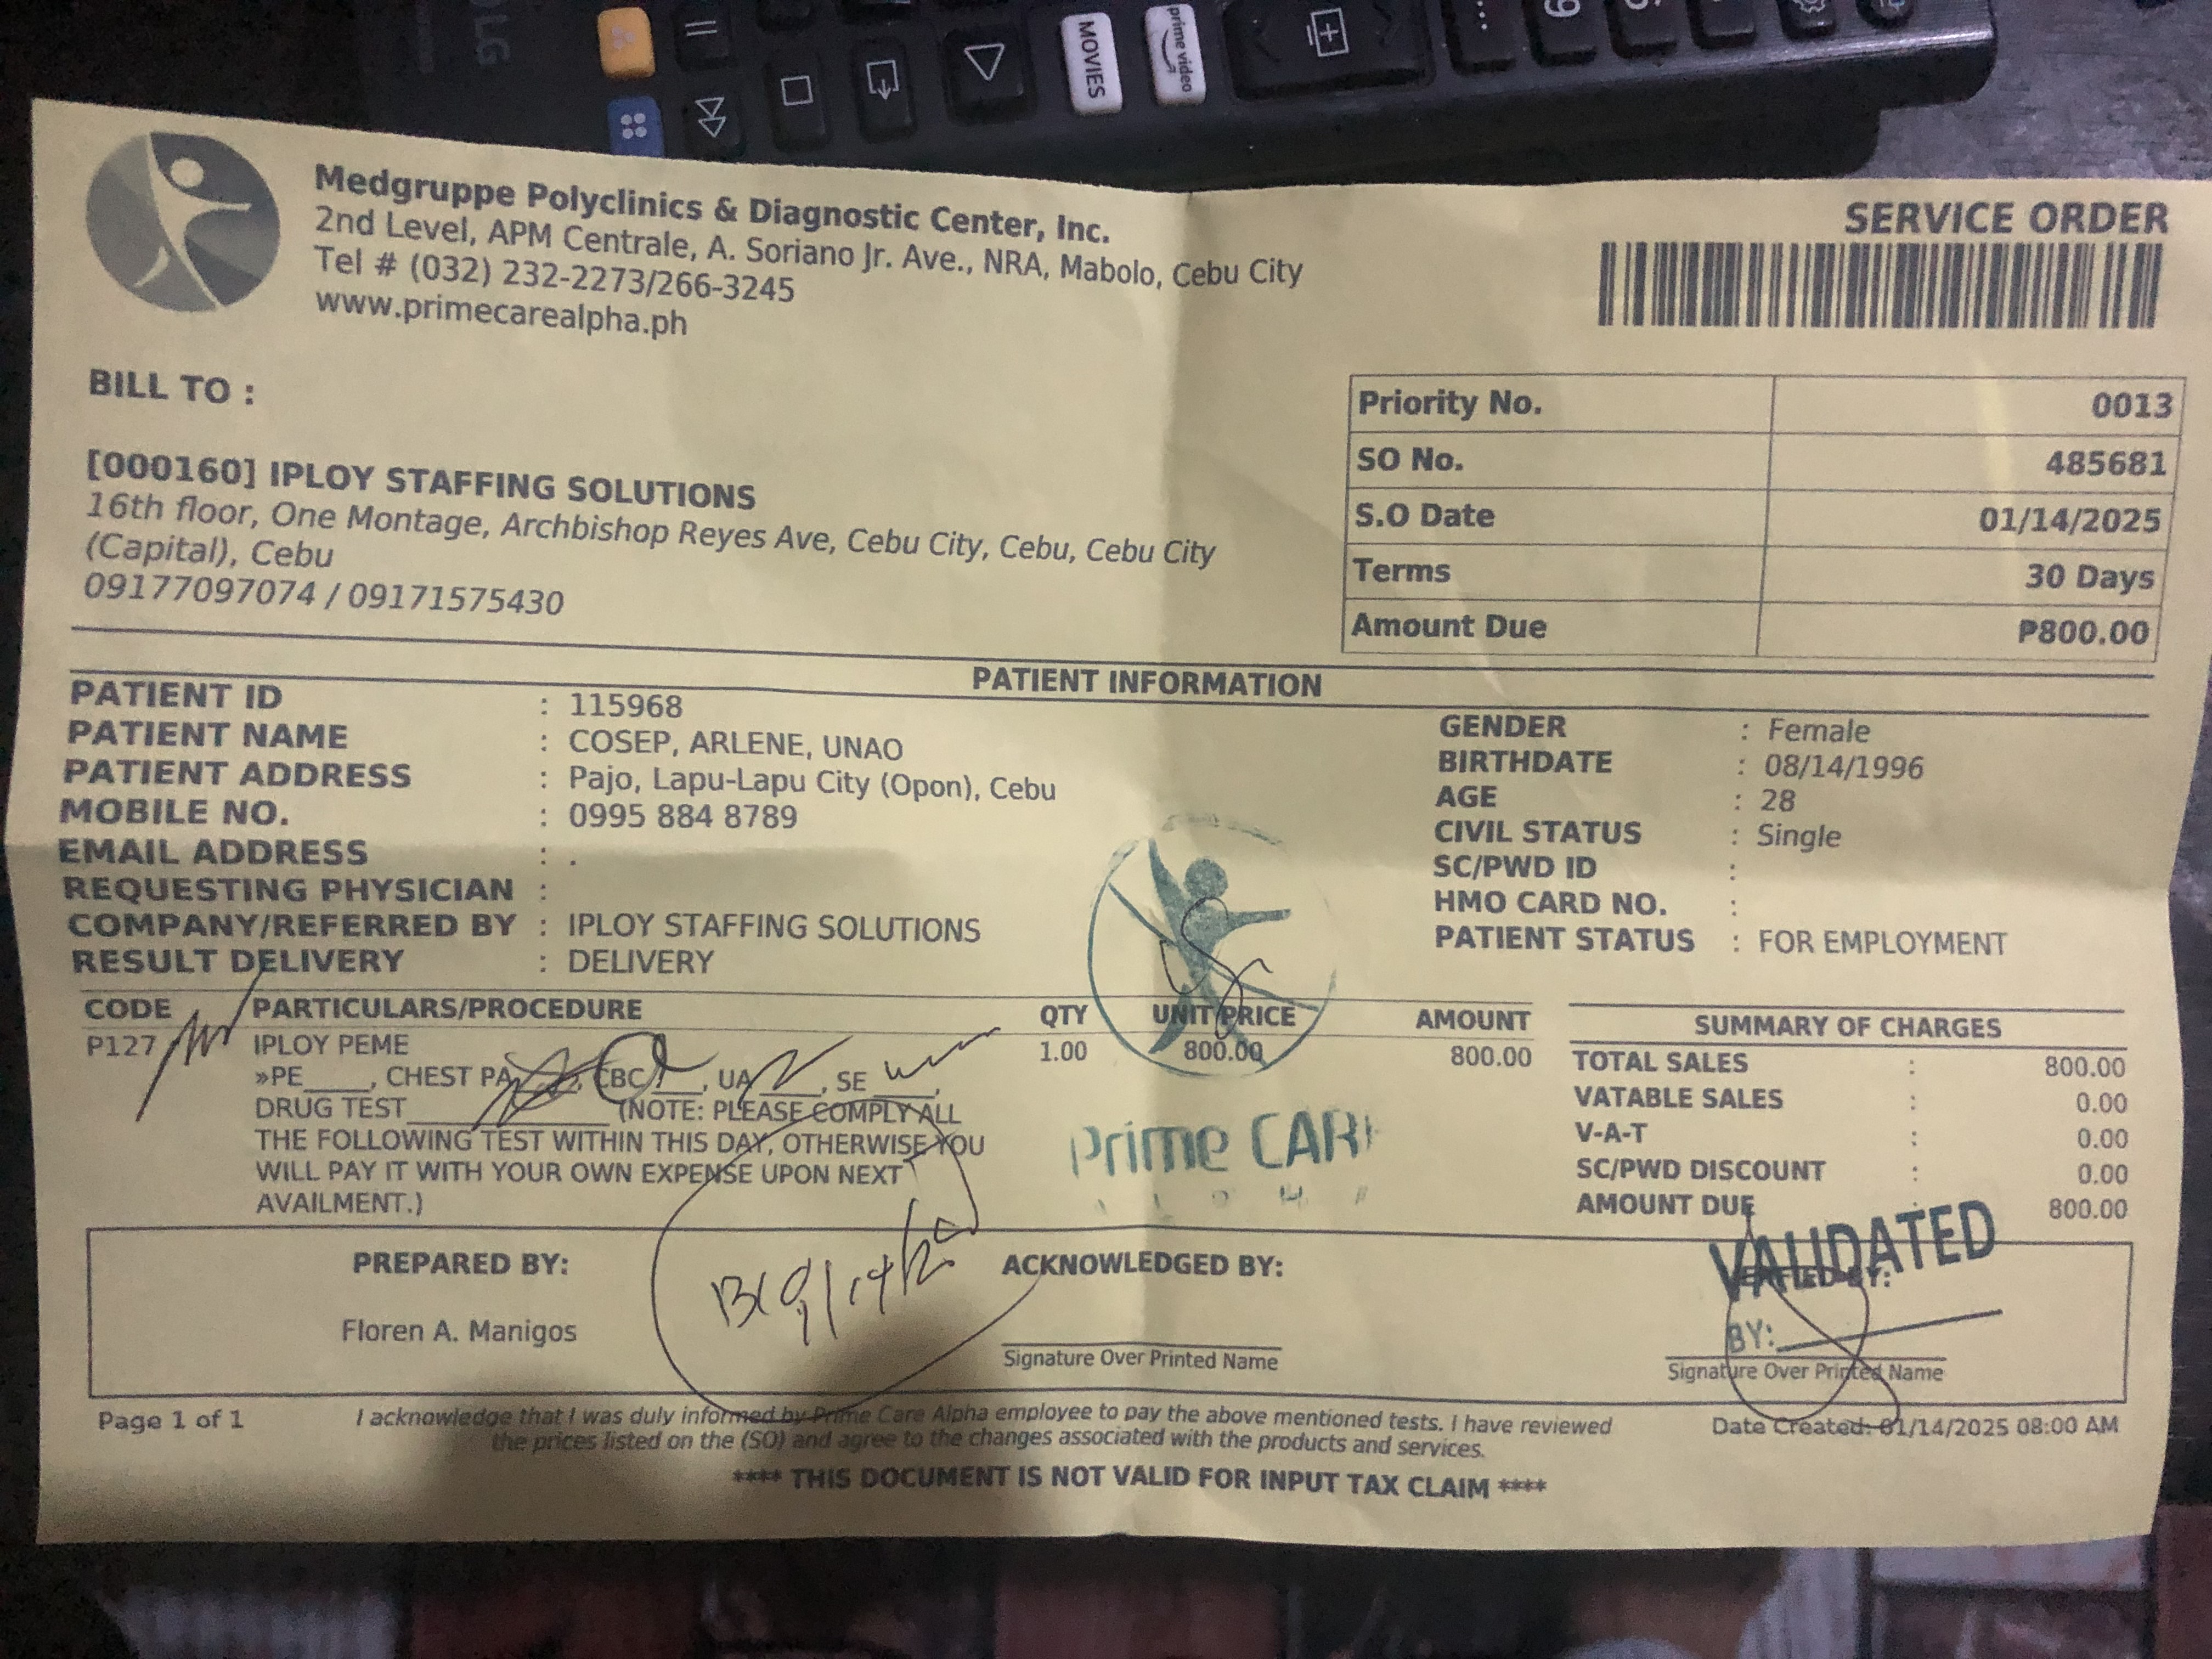 LG
MOVIES
prime video
...
9
6
Medgruppe Polyclinics & Diagnostic Center, Inc.
2nd Level, APM Centrale, A. Soriano Jr. Ave., NRA, Mabolo, Cebu City
Tel # (032) 232-2273/266-3245
www.primecarealpha.ph
SERVICE ORDER
BILL TO :
[000160] IPLOY STAFFING SOLUTIONS
16th floor, One Montage, Archbishop Reyes Ave, Cebu City, Cebu, Cebu City
(Capital), Cebu
09177097074 / 09171575430
Priority No. 0013
SO No. 485681
S.O Date 01/14/2025
Terms 30 Days
Amount Due ₱800.00
PATIENT INFORMATION
PATIENT ID : 115968
PATIENT NAME : COSEP, ARLENE, UNAO
PATIENT ADDRESS : Pajo, Lapu-Lapu City (Opon), Cebu
MOBILE NO. : 0995 884 8789
EMAIL ADDRESS : .
REQUESTING PHYSICIAN :
COMPANY/REFERRED BY : IPLOY STAFFING SOLUTIONS
RESULT DELIVERY : DELIVERY
GENDER : Female
BIRTHDATE : 08/14/1996
AGE : 28
CIVIL STATUS : Single
SC/PWD ID :
HMO CARD NO. :
PATIENT STATUS : FOR EMPLOYMENT
CODE PARTICULARS/PROCEDURE QTY UNIT PRICE AMOUNT
P127 IPLOY PEME 1.00 800.00 800.00
»PE____, CHEST PA____, CBC____, UA____, SE____,
DRUG TEST____ (NOTE: PLEASE COMPLY ALL
THE FOLLOWING TEST WITHIN THIS DAY, OTHERWISE YOU
WILL PAY IT WITH YOUR OWN EXPENSE UPON NEXT
AVAILMENT.)
Prime CARE
SUMMARY OF CHARGES
TOTAL SALES : 800.00
VATABLE SALES : 0.00
V-A-T : 0.00
SC/PWD DISCOUNT : 0.00
AMOUNT DUE : 800.00
PREPARED BY:
Floren A. Manigos
ACKNOWLEDGED BY:
Signature Over Printed Name
VALIDATED
BY:
Signature Over Printed Name
Page 1 of 1
I acknowledge that I was duly informed by Prime Care Alpha employee to pay the above mentioned tests. I have reviewed
the prices listed on the (SO) and agree to the changes associated with the products and services.
Date Created: 01/14/2025 08:00 AM
**** THIS DOCUMENT IS NOT VALID FOR INPUT TAX CLAIM ****